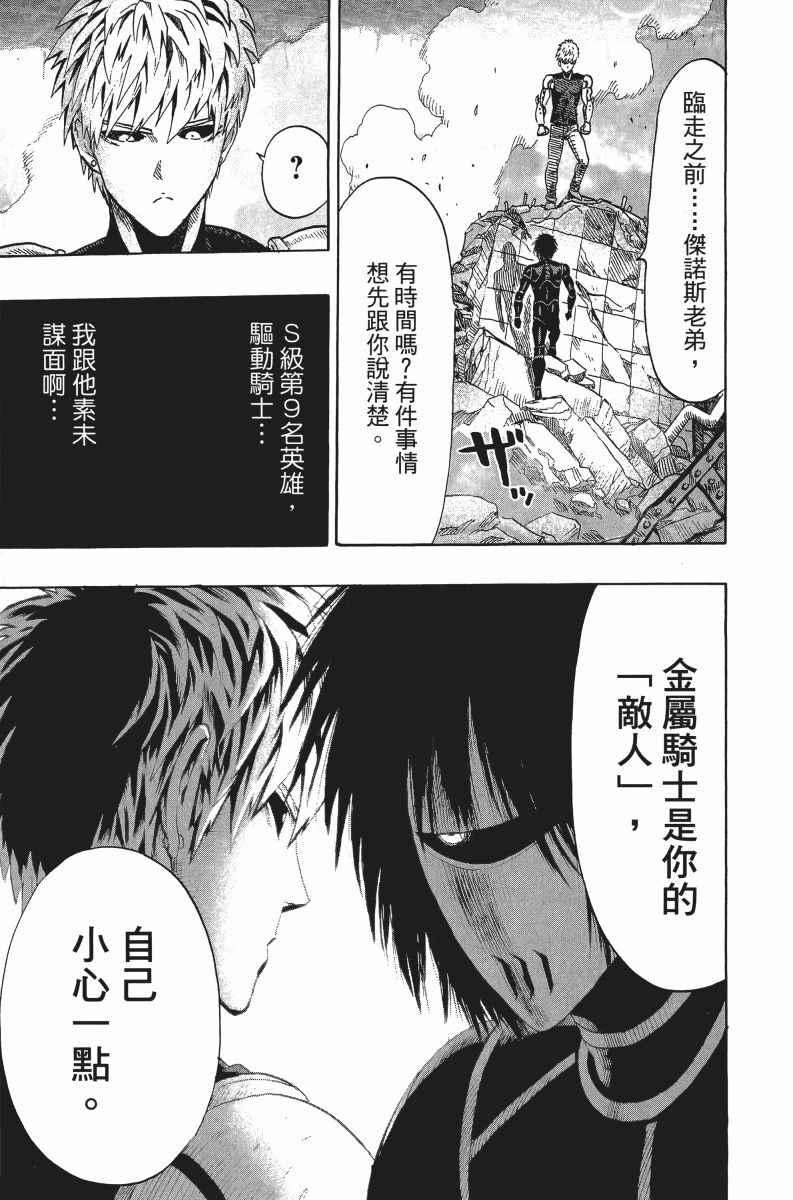 臨走之前……傑諾斯老弟，
有時間嗎？有件事情
想先跟你說清楚。
ザッ
？
Ｓ級第９名英雄，
驅動騎士…
我跟他素未
謀面啊…
金屬騎士是你的
「敵人」，
自己
小心一點。